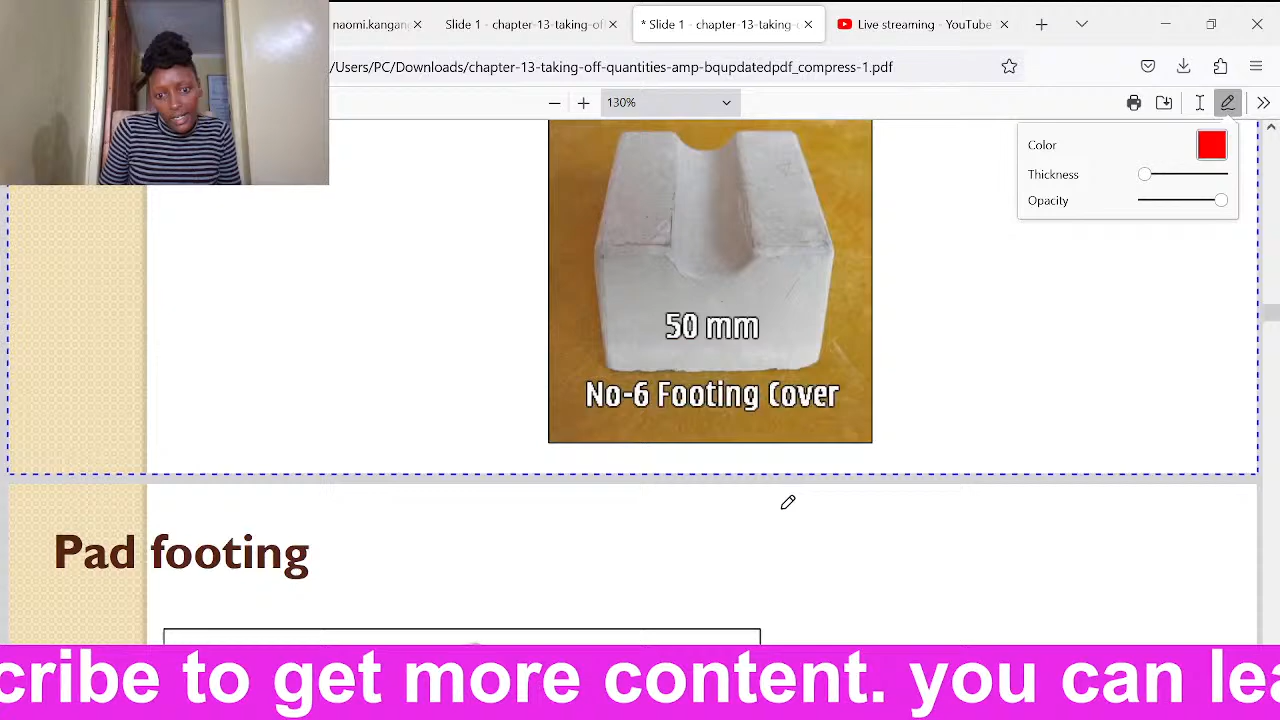 naomi.kangand
Slide 1 - chapter-13-taking-of
* Slide 1 - chapter-13-taking-
Live streaming - YouTube
/Users/PC/Downloads/chapter-13-taking-off-quantities-amp-bqupdatedpdf_compress-1.pdf
130%
Color
Thickness
Opacity
50 mm
No-6 Footing Cover
Pad footing
cribe to get more content. you can lea